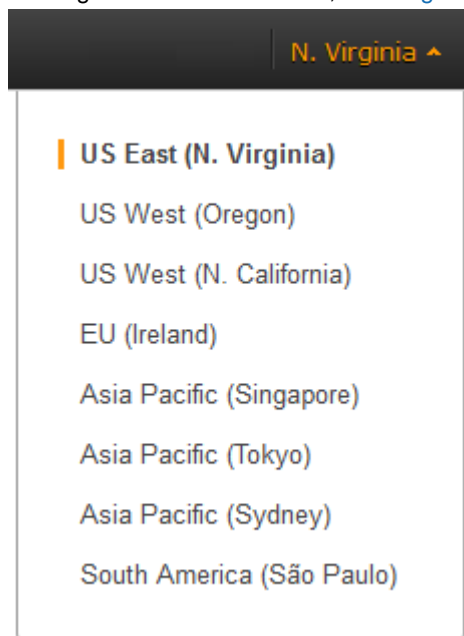 N. Virginia
US East (N. Virginia)
US West (Oregon)
US West (N. California)
EU (Ireland)
Asia Pacific (Singapore)
Asia Pacific (Tokyo)
Asia Pacific (Sydney)
South America (São Paulo)